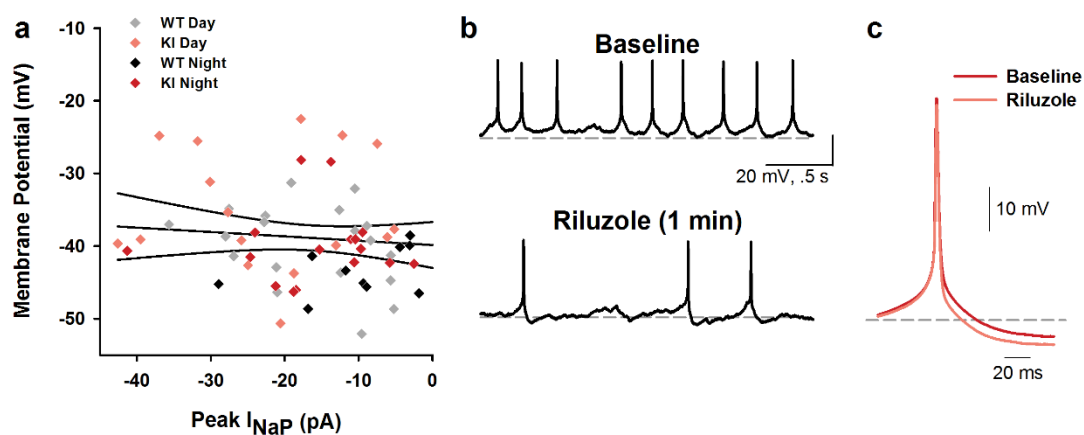 a
WT Day
KI Day
WT Night
KI Night
Membrane Potential (mV)
-10
-20
-30
-40
-50
-40
-30
-20
-10
0
Peak INaP (pA)
b
Baseline
20 mV, .5 s
Riluzole (1 min)
c
Baseline
Riluzole
10 mV
20 ms